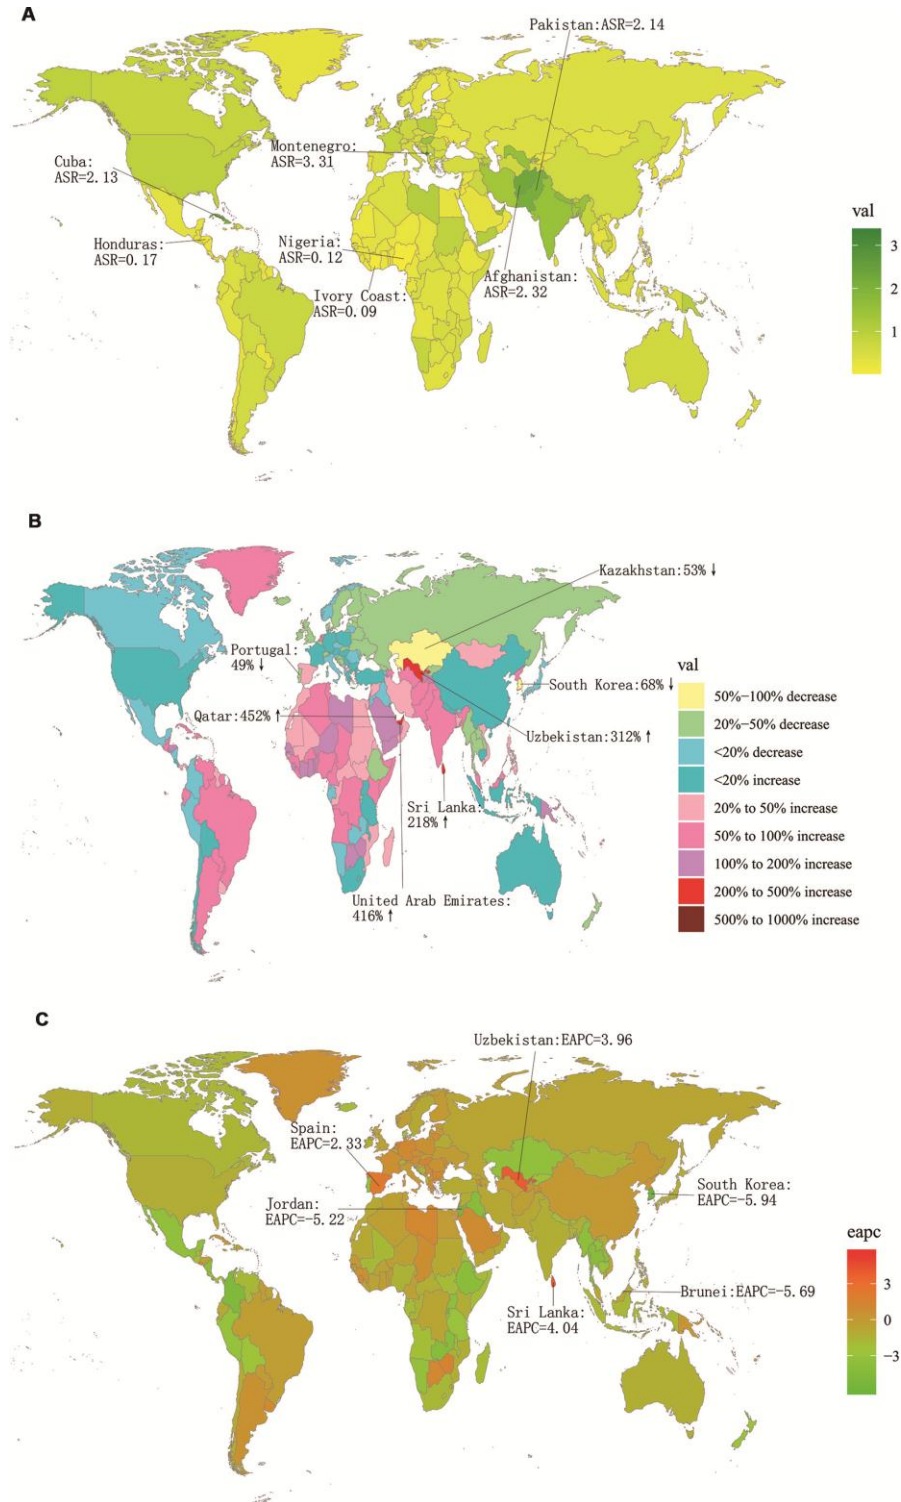 A
Pakistan:ASR=2.14
Montenegro:
ASR=3.31
Cuba:
ASR=2.13
Honduras:
ASR=0.17
Nigeria:
ASR=0.12
Ivory Coast:
ASR=0.09
Afghanistan:
ASR=2.32
val
3
2
1
B
Kazakhstan:53%↓
Portugal:
49%↓
South Korea:68%↓
Qatar:452%↑
Uzbekistan:312%↑
Sri Lanka:
218%↑
United Arab Emirates:
416%↑
val
50%−100% decrease
20%−50% decrease
<20% decrease
<20% increase
20% to 50% increase
50% to 100% increase
100% to 200% increase
200% to 500% increase
500% to 1000% increase
C
Uzbekistan:EAPC=3.96
Spain:
EAPC=2.33
South Korea:
EAPC=−5.94
Jordan:
EAPC=−5.22
Brunei:EAPC=−5.69
Sri Lanka:
EAPC=4.04
eapc
3
0
−3